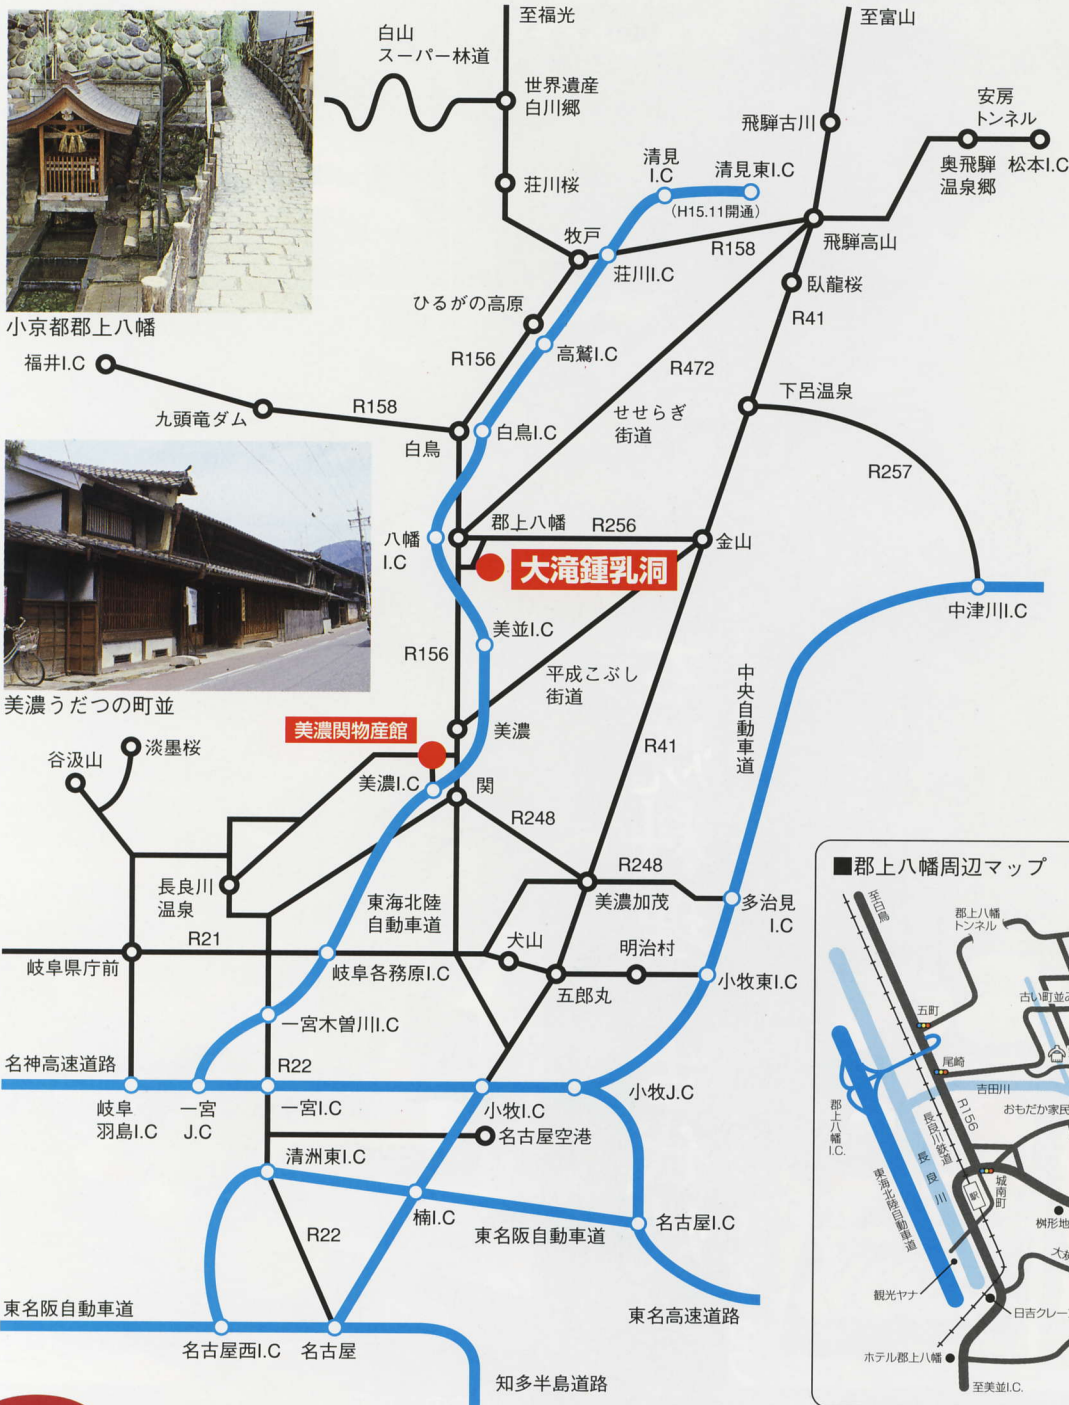 至福光
至富山
白山
スーパー林道
世界遺産
白川郷
安房
トンネル
飛騨古川
奥飛騨
温泉郷
松本I.C
清見
I.C
清見東I.C
(H15.11開通)
荘川桜
牧戸
R158
飛騨高山
荘川I.C
臥龍桜
ひるがの高原
R41
小京都郡上八幡
福井I.C
高鷲I.C
R156
R472
下呂温泉
九頭竜ダム
R158
せせらぎ
街道
白鳥
白鳥I.C
R257
郡上八幡
R256
八幡
I.C
金山
大滝鍾乳洞
中津川I.C
美並I.C
R156
平成こぶし
街道
中央自動車道
美濃うだつの町並
美濃関物産館
美濃
淡墨桜
谷汲山
R41
美濃I.C
関
R248
R248
長良川
温泉
東海北陸
自動車道
美濃加茂
多治見
I.C
R21
犬山
明治村
岐阜県庁前
岐阜各務原I.C
五郎丸
小牧東I.C
一宮木曽川I.C
名神高速道路
R22
岐阜
羽島I.C
一宮
J.C
一宮I.C
小牧I.C
小牧J.C
名古屋空港
清洲東I.C
楠I.C
名古屋I.C
R22
東名阪自動車道
東名阪自動車道
東名高速道路
名古屋西I.C
名古屋
知多半島道路
■郡上八幡周辺マップ
至白鳥
郡上八幡
トンネル
古い町並み
五町
尾崎
吉田川
おもだか家民
郡上八幡
I.C.
R156
長良川鉄道
長良川
東海北陸自動車道
駅
城南町
桝形地
観光ヤナ
日吉クレー
ホテル郡上八幡
至美並I.C.